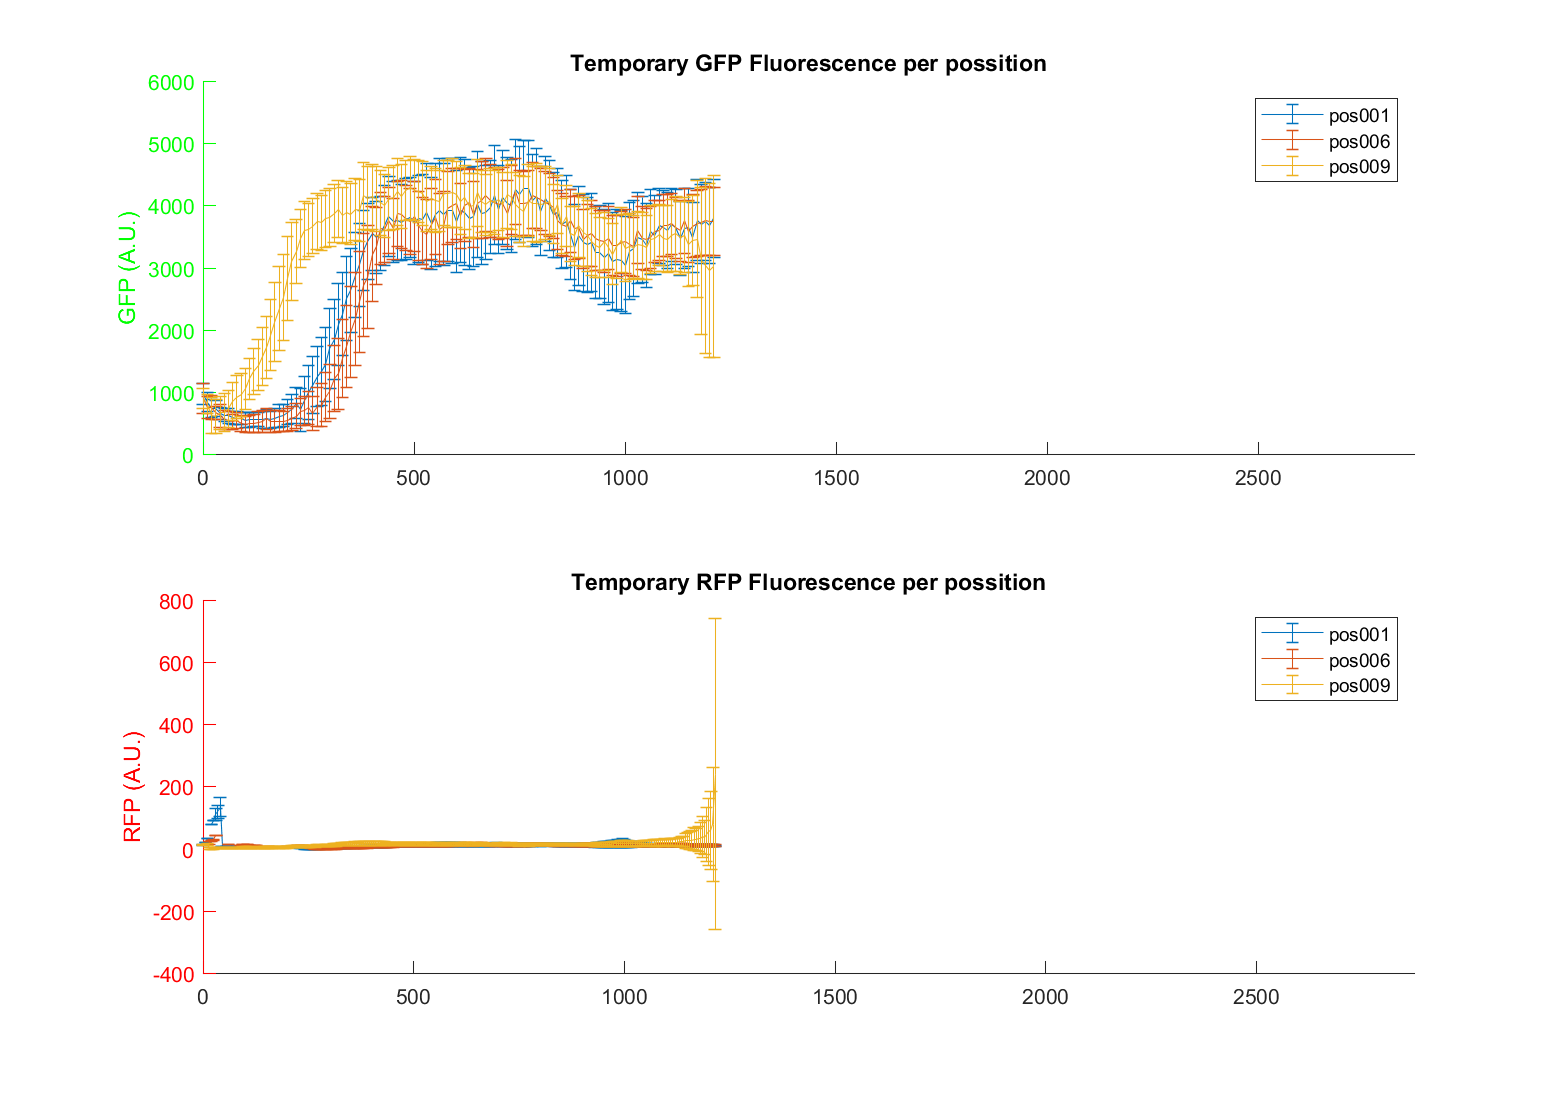 Temporary GFP Fluorescence per possition
6000
5000
4000
3000
2000
1000
0
GFP (A.U.)
0 500 1000 1500 2000 2500
pos001
pos006
pos009
Temporary RFP Fluorescence per possition
800
600
400
200
0
-200
-400
RFP (A.U.)
0 500 1000 1500 2000 2500
pos001
pos006
pos009